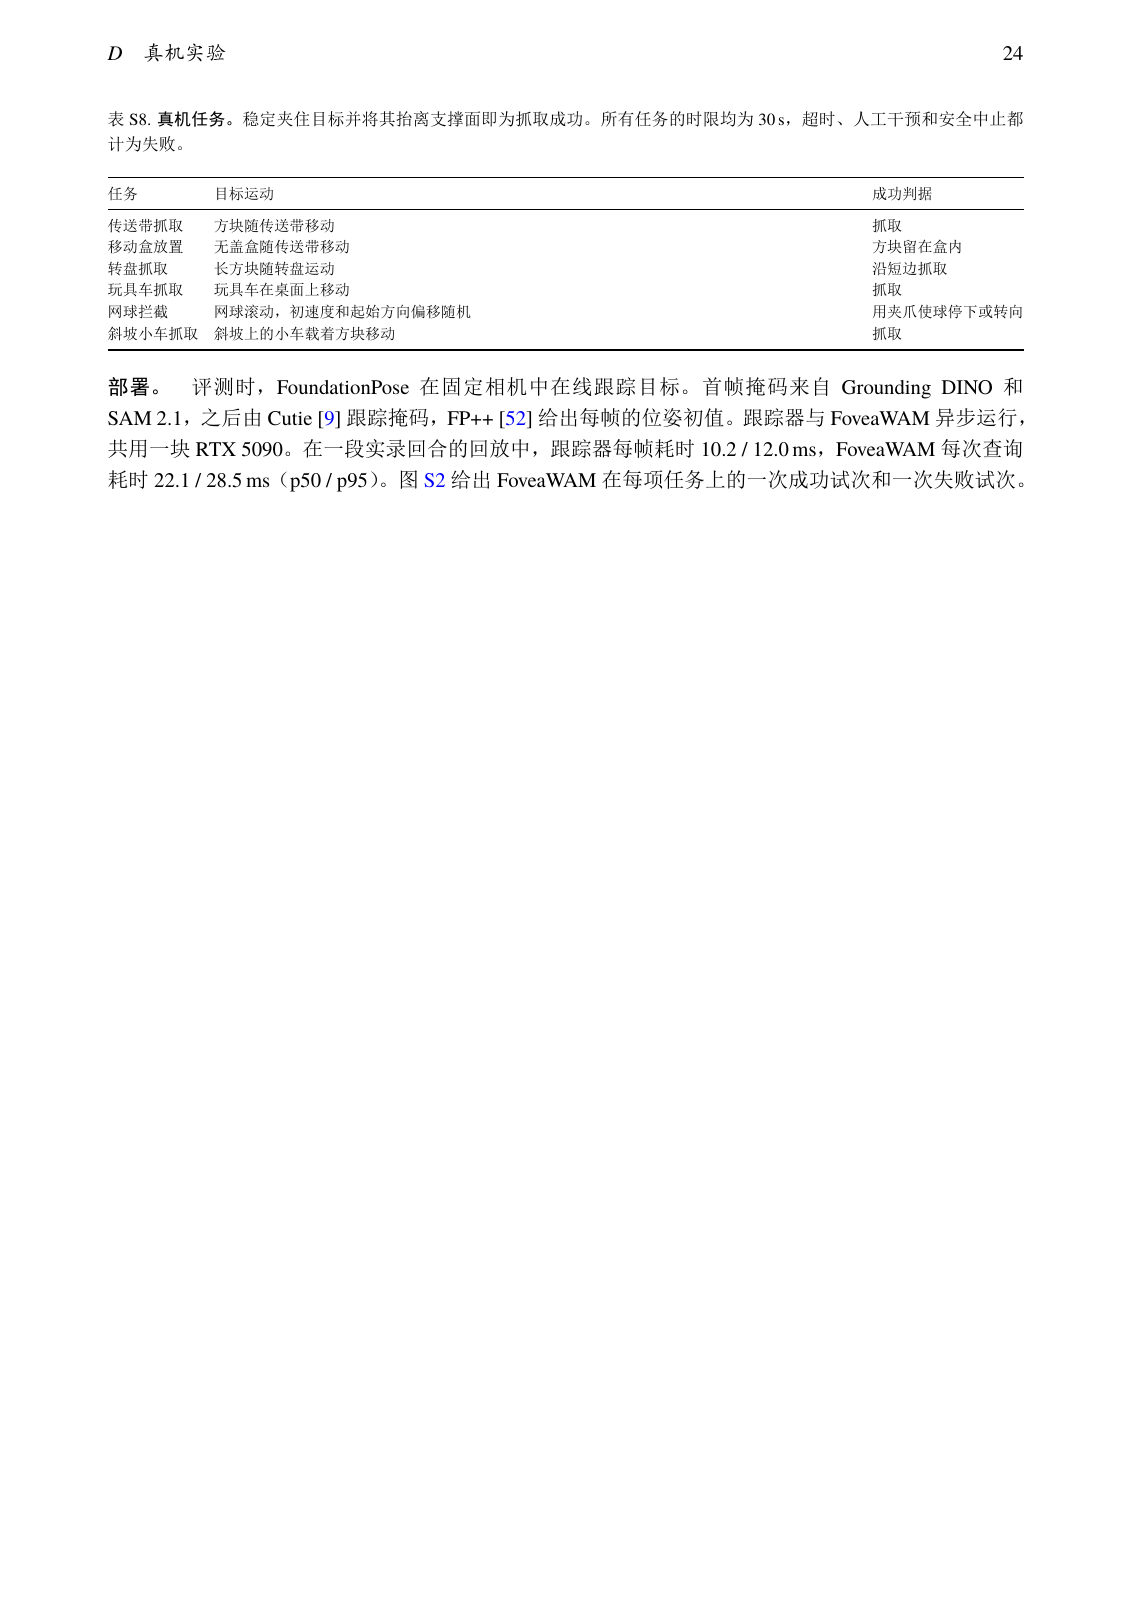 D 真机实验 24
表 S8. 真机任务。稳定夹住目标并将其抬离支撑面即为抓取成功。所有任务的时限均为 30 s，超时、人工干预和安全中止都
计为失败。
任务 目标运动 成功判据
传送带抓取 方块随传送带移动 抓取
移动盒放置 无盖盒随传送带移动 方块留在盒内
转盘抓取 长方块随转盘运动 沿短边抓取
玩具车抓取 玩具车在桌面上移动 抓取
网球拦截 网球滚动，初速度和起始方向偏移随机 用夹爪使球停下或转向
斜坡小车抓取 斜坡上的小车载着方块移动 抓取
部署。 评测时，FoundationPose 在固定相机中在线跟踪目标。首帧掩码来自 Grounding DINO 和
SAM 2.1，之后由 Cutie [9] 跟踪掩码，FP++ [52] 给出每帧的位姿初值。跟踪器与 FoveaWAM 异步运行，
共用一块 RTX 5090。在一段实录回合的回放中，跟踪器每帧耗时 10.2 / 12.0 ms，FoveaWAM 每次查询
耗时 22.1 / 28.5 ms（p50 / p95）。图 S2 给出 FoveaWAM 在每项任务上的一次成功试次和一次失败试次。